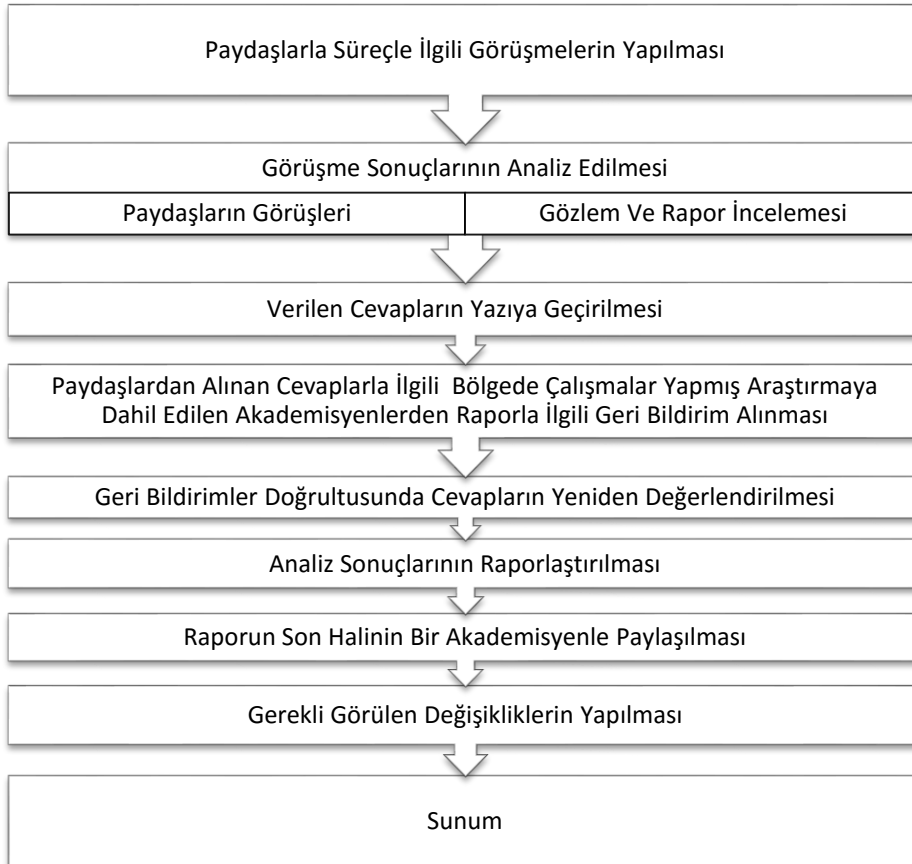 Paydaşlarla Süreçle İlgili Görüşmelerin Yapılması
Görüşme Sonuçlarının Analiz Edilmesi
Paydaşların Görüşleri
Gözlem Ve Rapor İncelemesi
Verilen Cevapların Yazıya Geçirilmesi
Paydaşlardan Alınan Cevaplarla İlgili Bölgede Çalışmalar Yapmış Araştırmaya
Dahil Edilen Akademisyenlerden Raporla İlgili Geri Bildirim Alınması
Geri Bildirimler Doğrultusunda Cevapların Yeniden Değerlendirilmesi
Analiz Sonuçlarının Raporlaştırılması
Raporun Son Halinin Bir Akademisyenle Paylaşılması
Gerekli Görülen Değişikliklerin Yapılması
Sunum